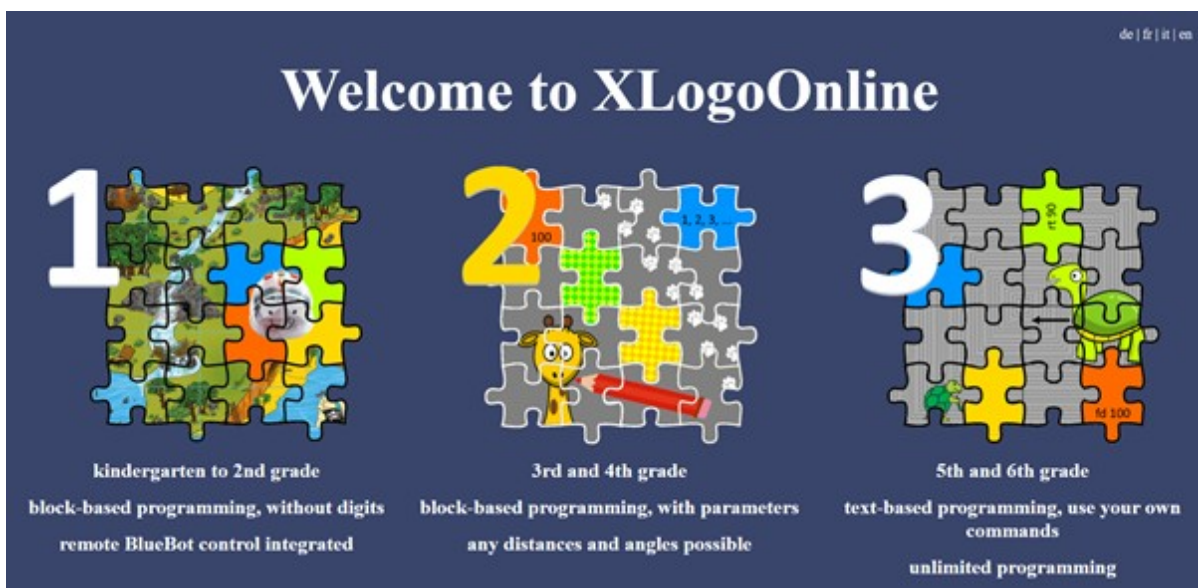 de | fr | it | en
Welcome to XLogoOnline
1
100
2
1, 2, 3, ...
3
rt 90
fd 100
kindergarten to 2nd grade
block-based programming, without digits
remote BlueBot control integrated
3rd and 4th grade
block-based programming, with parameters
any distances and angles possible
5th and 6th grade
text-based programming, use your own
commands
unlimited programming